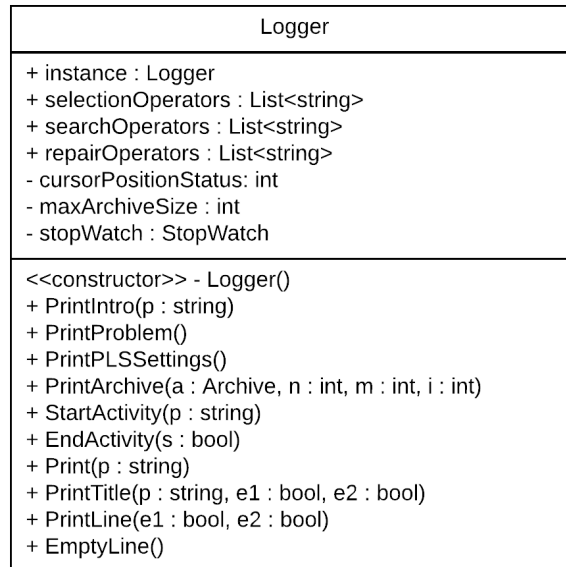 Logger
+ instance : Logger
+ selectionOperators : List<string>
+ searchOperators : List<string>
+ repairOperators : List<string>
- cursorPositionStatus: int
- maxArchiveSize : int
- stopWatch : StopWatch
<<constructor>> - Logger()
+ PrintIntro(p : string)
+ PrintProblem()
+ PrintPLSSettings()
+ PrintArchive(a : Archive, n : int, m : int, i : int)
+ StartActivity(p : string)
+ EndActivity(s : bool)
+ Print(p : string)
+ PrintTitle(p : string, e1 : bool, e2 : bool)
+ PrintLine(e1 : bool, e2 : bool)
+ EmptyLine()